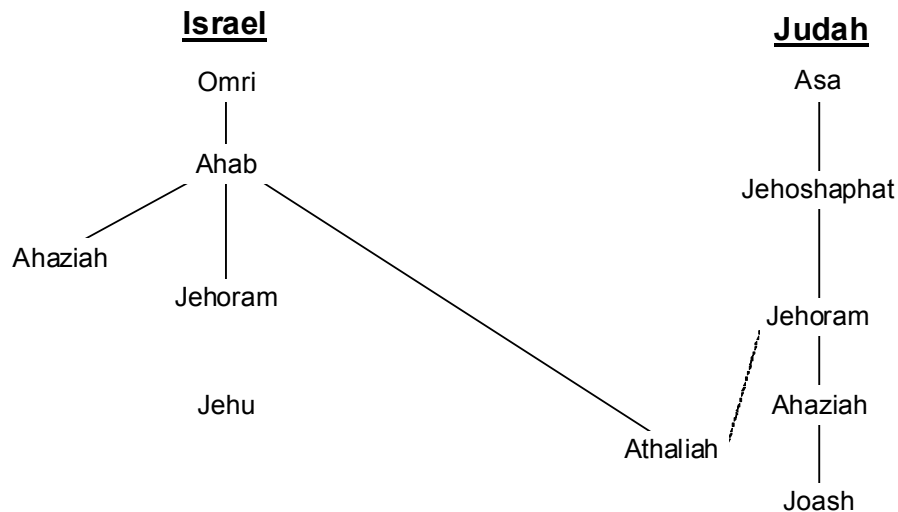 Israel
Judah
Omri
Asa
Ahab
Jehoshaphat
Ahaziah
Jehoram
Jehoram
Jehu
Ahaziah
Athaliah
Joash